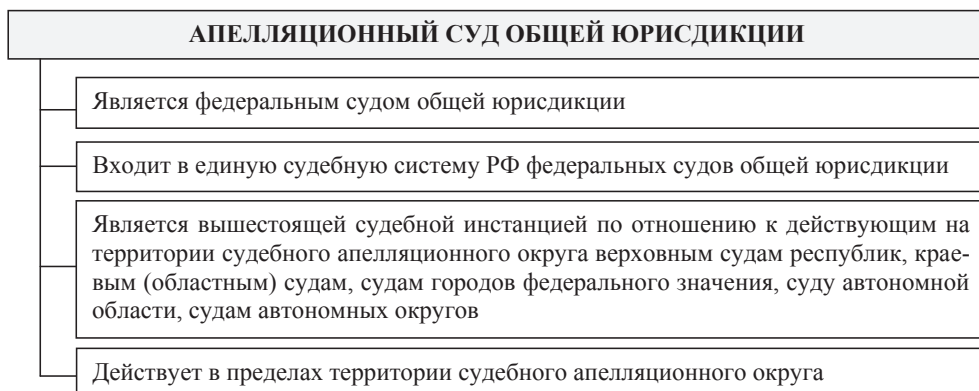 АПЕЛЛЯЦИОННЫЙ СУД ОБЩЕЙ ЮРИСДИКЦИИ
Является федеральным судом общей юрисдикции
Входит в единую судебную систему РФ федеральных судов общей юрисдикции
Является вышестоящей судебной инстанцией по отношению к действующим на
территории судебного апелляционного округа верховным судам республик, крае-
вым (областным) судам, судам городов федерального значения, суду автономной
области, судам автономных округов
Действует в пределах территории судебного апелляционного округа